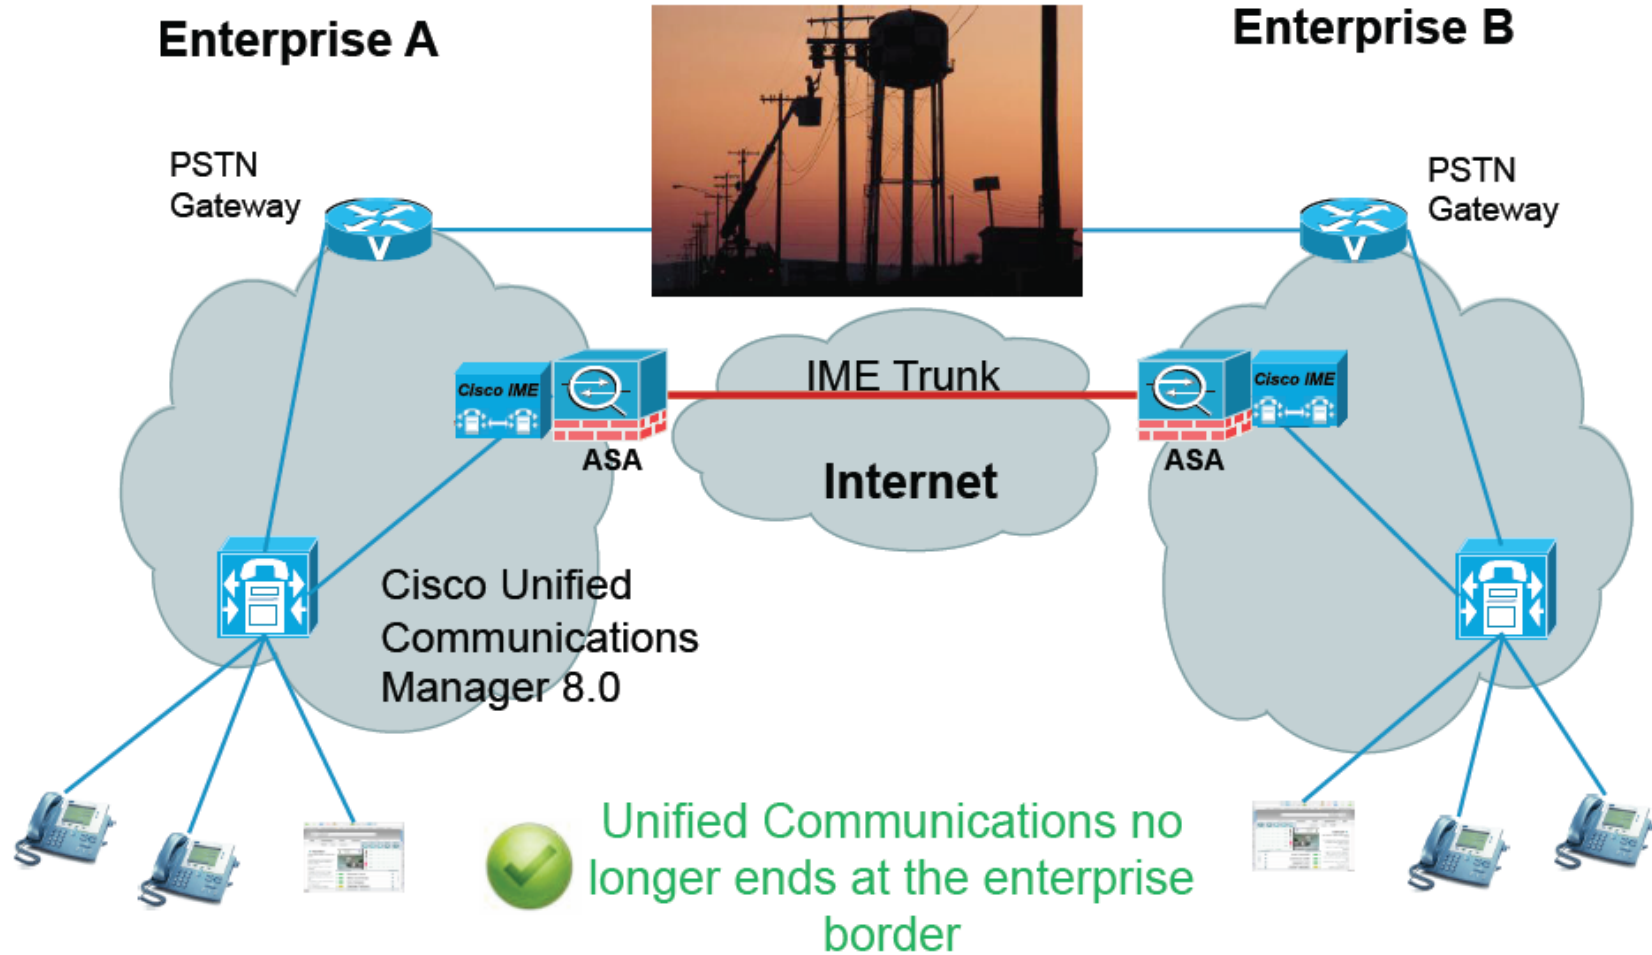 Enterprise A
Enterprise B
PSTN
Gateway
PSTN
Gateway
V
V
IME Trunk
Cisco IME
Cisco IME
ASA
ASA
Internet
Cisco Unified
Communications
Manager 8.0
Unified Communications no
longer ends at the enterprise
border